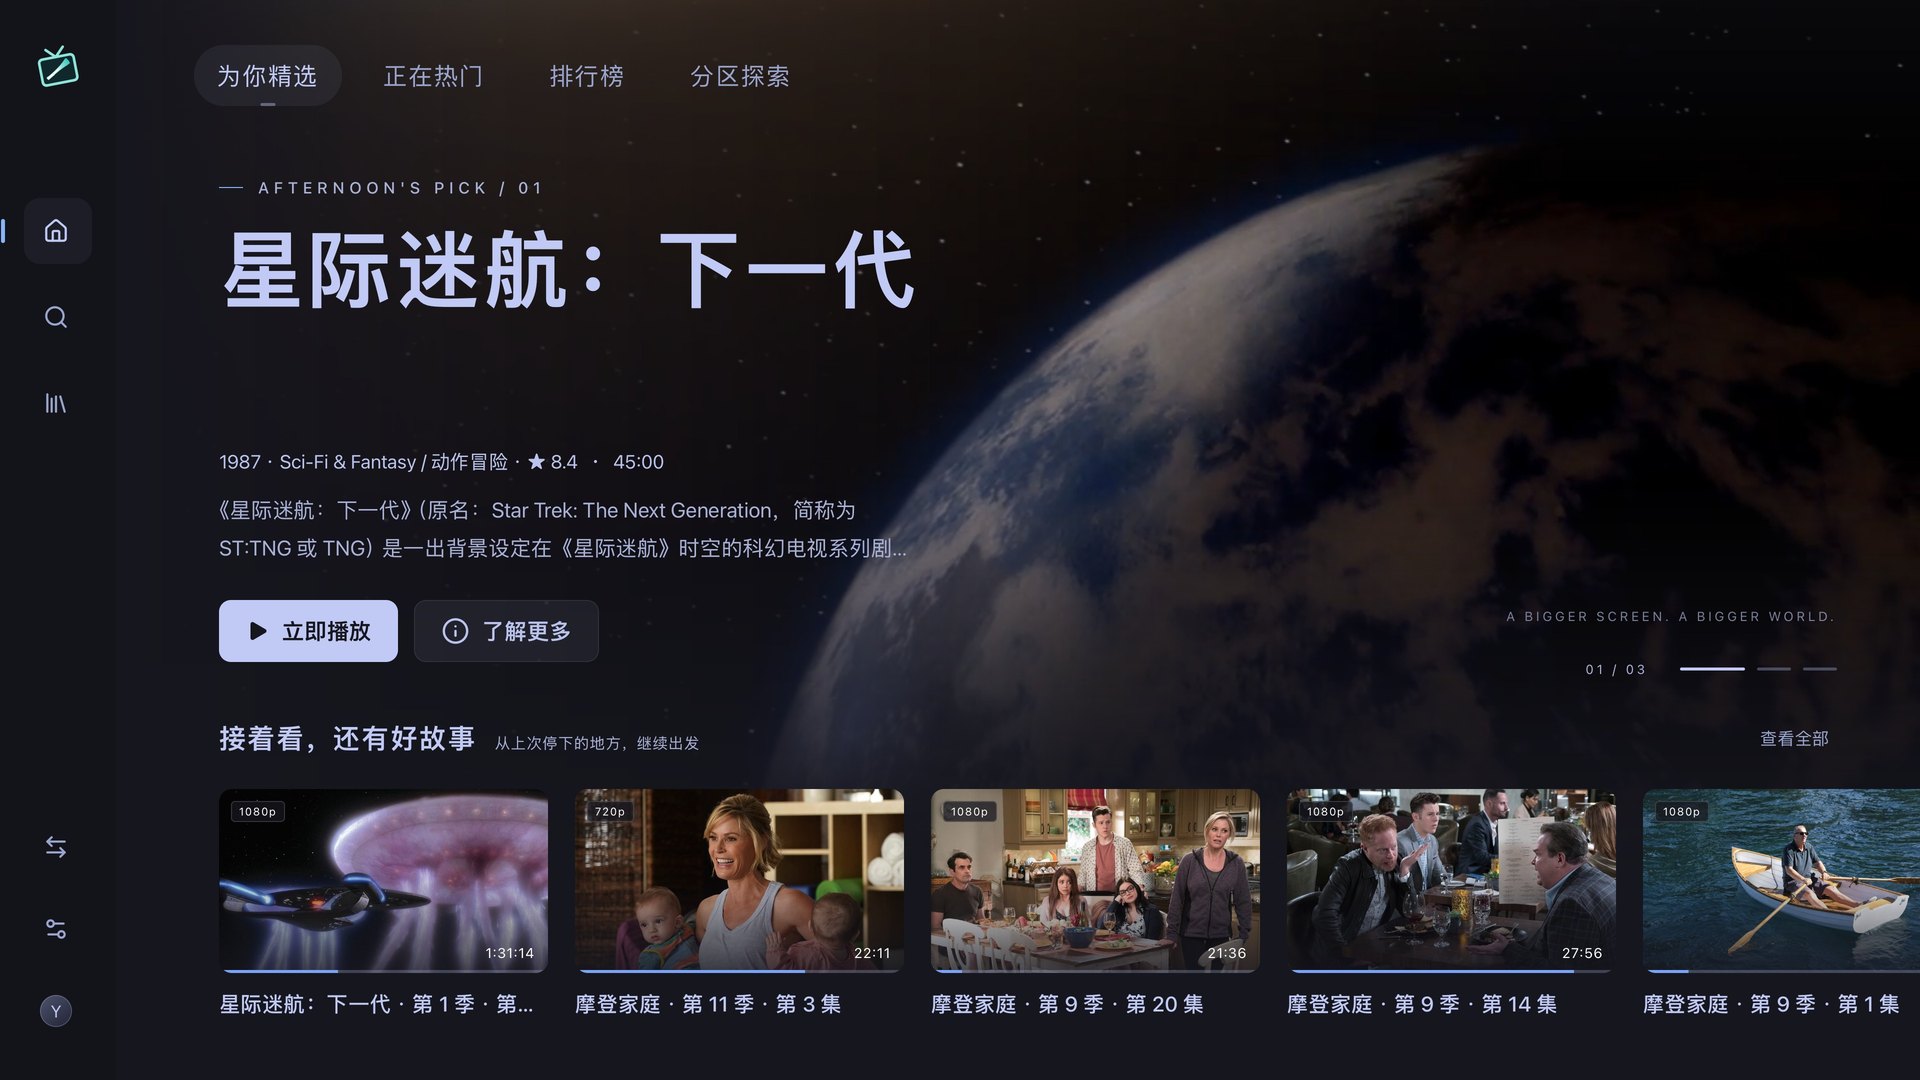 为你精选
正在热门
排行榜
分区探索
AFTERNOON'S PICK / 01
星际迷航：下一代
1987 · Sci-Fi & Fantasy / 动作冒险 · ★ 8.4 · 45:00
《星际迷航：下一代》（原名：Star Trek: The Next Generation，简称为
ST:TNG 或 TNG）是一出背景设定在《星际迷航》时空的科幻电视系列剧...
立即播放
了解更多
A BIGGER SCREEN. A BIGGER WORLD.
01 / 03
接着看，还有好故事
从上次停下的地方，继续出发
查看全部
1080p
1:31:14
星际迷航：下一代 · 第 1 季 · 第...
720p
22:11
摩登家庭 · 第 11 季 · 第 3 集
1080p
21:36
摩登家庭 · 第 9 季 · 第 20 集
1080p
27:56
摩登家庭 · 第 9 季 · 第 14 集
1080p
摩登家庭 · 第 9 季 · 第 1 集
Y